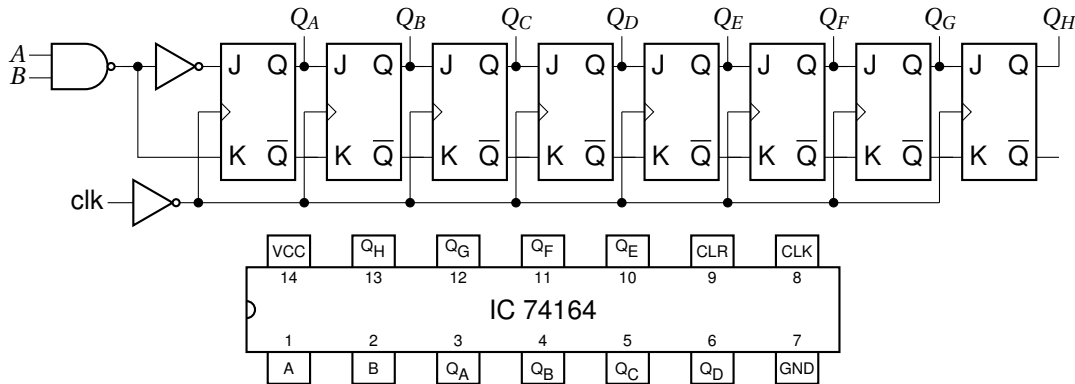 Q_A Q_B Q_C Q_D Q_E Q_F Q_G Q_H
A
B
J Q J Q J Q J Q J Q J Q J Q J Q
K Q̅ K Q̅ K Q̅ K Q̅ K Q̅ K Q̅ K Q̅ K Q̅
clk
VCC Q_H Q_G Q_F Q_E CLR CLK
14 13 12 11 10 9 8
IC 74164
1 2 3 4 5 6 7
A B Q_A Q_B Q_C Q_D GND